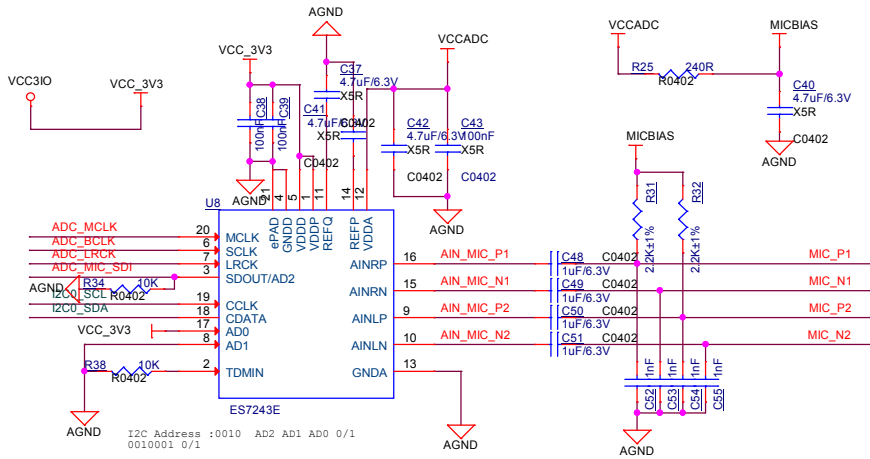 AGND
VCC_3V3
VCCADC
VCCADC
MICBIAS
VCC3IO
VCC_3V3
C37
4.7uF/6.3V
X5R
C0402
C38
100nF
C39
100nF
C41
4.7uF/6.3V
X5R
C0402
C42
4.7uF/6.3V
X5R
C0402
C43
100nF
X5R
C0402
R25
240R
R0402
C40
4.7uF/6.3V
X5R
C0402
AGND
MICBIAS
AGND
AGND
R31
2.2K±1%
R32
2.2K±1%
U8
21
4
5
1
11
14
12
ePAD
GNDD
VDDD
VDDP
REFQ
REFP
VDDA
ADC_MCLK
20
MCLK
ADC_BCLK
6
SCLK
ADC_LRCK
7
LRCK
ADC_MIC_SDI
3
SDOUT/AD2
AGND
R34
10K
R0402
I2C0_SCL
19
CCLK
I2C0_SDA
18
CDATA
VCC_3V3
17
AD0
8
AD1
R38
10K
R0402
2
TDMIN
AGND
AINRP
16
AIN_MIC_P1
C48
C0402
1uF/6.3V
MIC_P1
AINRN
15
AIN_MIC_N1
C49
C0402
1uF/6.3V
MIC_N1
AINLP
9
AIN_MIC_P2
C50
C0402
1uF/6.3V
MIC_P2
AINLN
10
AIN_MIC_N2
C51
C0402
1uF/6.3V
MIC_N2
GNDA
13
AGND
1nF
1nF
1nF
1nF
C52
C53
C54
C55
AGND
ES7243E
I2C Address :0010 AD2 AD1 AD0 0/1
0010001 0/1